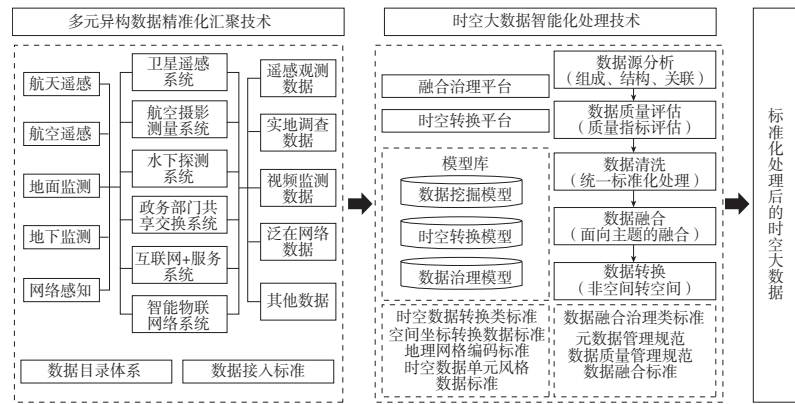 多元异构数据精准化汇聚技术
航天遥感
航空遥感
地面监测
地下监测
网络感知
卫星遥感
系统
航空摄影
测量系统
水下探测
系统
政务部门共
享交换系统
互联网+服务
系统
智能物联
网络系统
遥感观测
数据
实地调查
数据
视频监测
数据
泛在网络
数据
其他数据
数据目录体系
数据接入标准
时空大数据智能化处理技术
融合治理平台
时空转换平台
模型库
数据挖掘模型
时空转换模型
数据治理模型
数据源分析
(组成、结构、关联)
数据质量评估
(质量指标评估)
数据清洗
(统一标准化处理)
数据融合
(面向主题的融合)
数据转换
(非空间转空间)
时空数据转换类标准
空间坐标转换数据标准
地理网格编码标准
时空数据单元风格
数据标准
数据融合治理类标准
元数据管理规范
数据质量管理规范
数据融合标准
标准化处理后的时空大数据